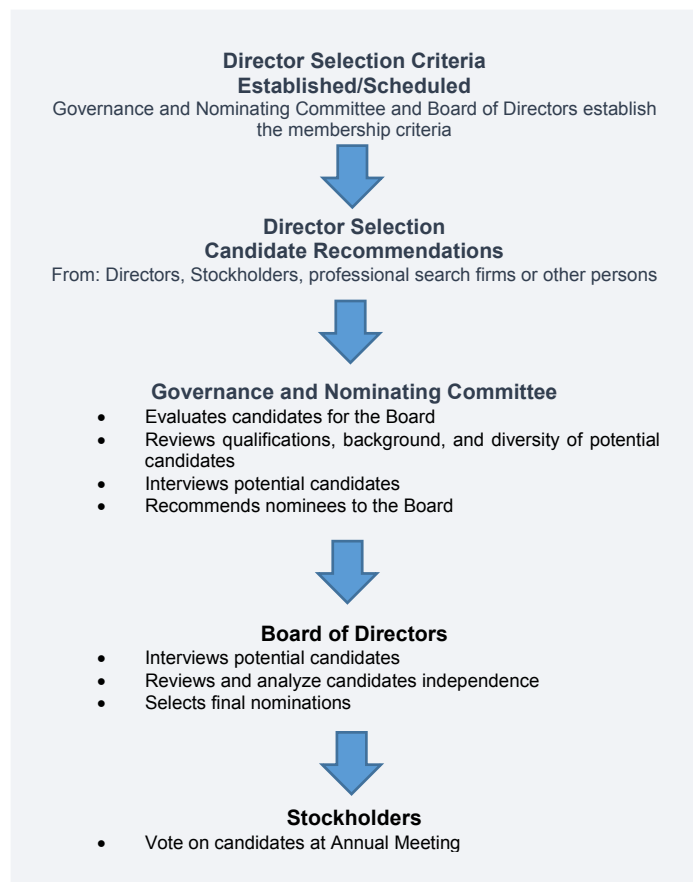 Director Selection Criteria
Established/Scheduled
Governance and Nominating Committee and Board of Directors establish
the membership criteria
Director Selection
Candidate Recommendations
From: Directors, Stockholders, professional search firms or other persons
Governance and Nominating Committee
• Evaluates candidates for the Board
• Reviews qualifications, background, and diversity of potential
candidates
• Interviews potential candidates
• Recommends nominees to the Board
Board of Directors
• Interviews potential candidates
• Reviews and analyze candidates independence
• Selects final nominations
Stockholders
• Vote on candidates at Annual Meeting